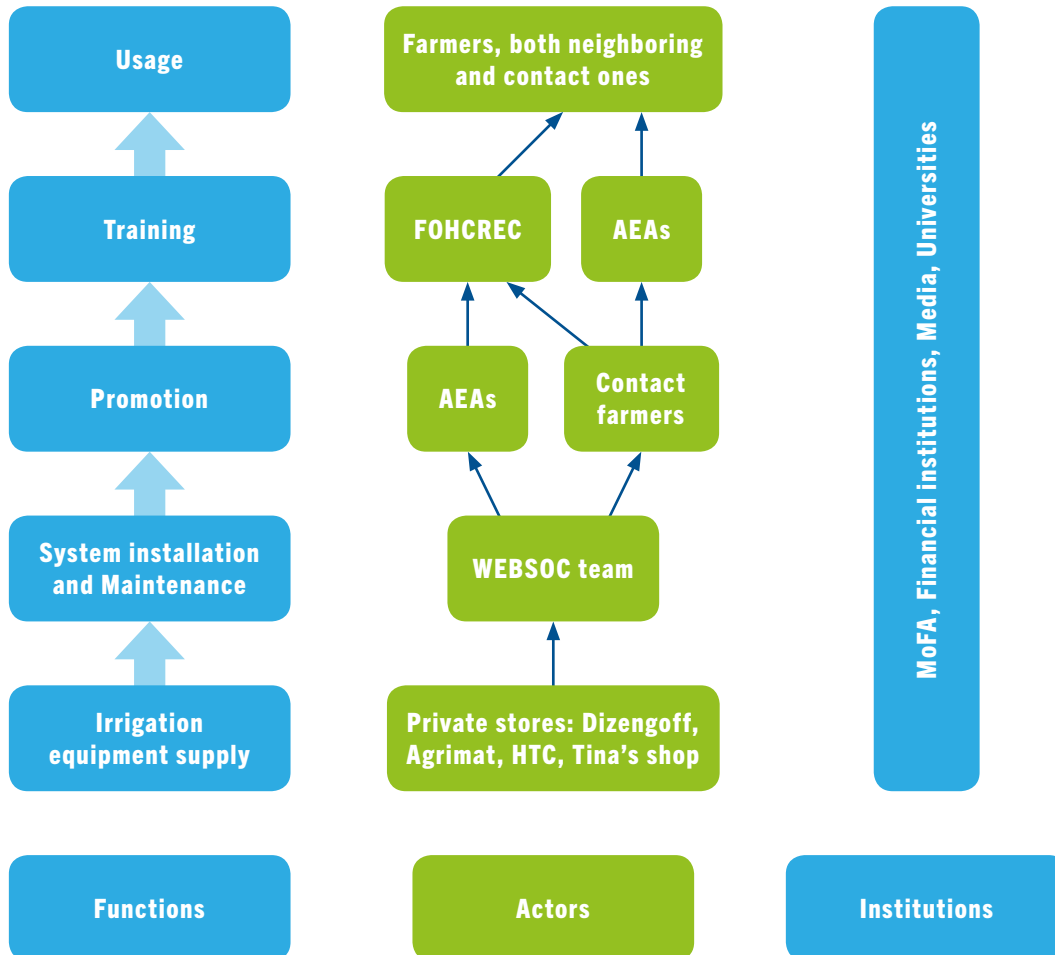 Usage
Farmers, both neighboring
and contact ones
Training
FOHCREC
AEAs
Promotion
AEAs
Contact
farmers
System installation
and Maintenance
WEBSOC team
Irrigation
equipment supply
Private stores: Dizengoff,
Agrimat, HTC, Tina's shop
MoFA, Financial institutions, Media, Universities
Functions
Actors
Institutions